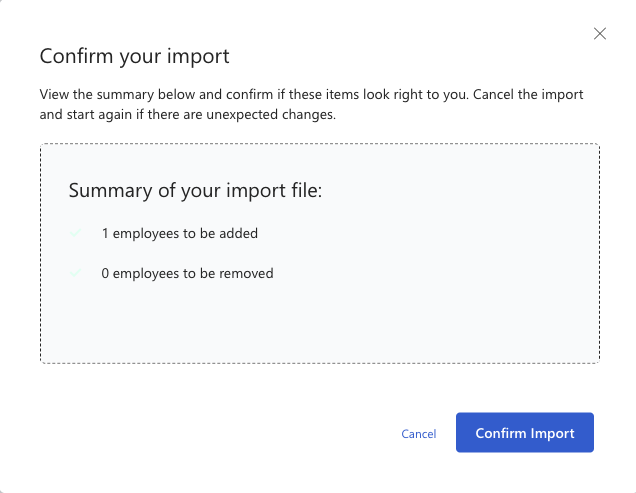 Confirm your import
View the summary below and confirm if these items look right to you. Cancel the import
and start again if there are unexpected changes.
Summary of your import file:
1 employees to be added
0 employees to be removed
Cancel
Confirm Import